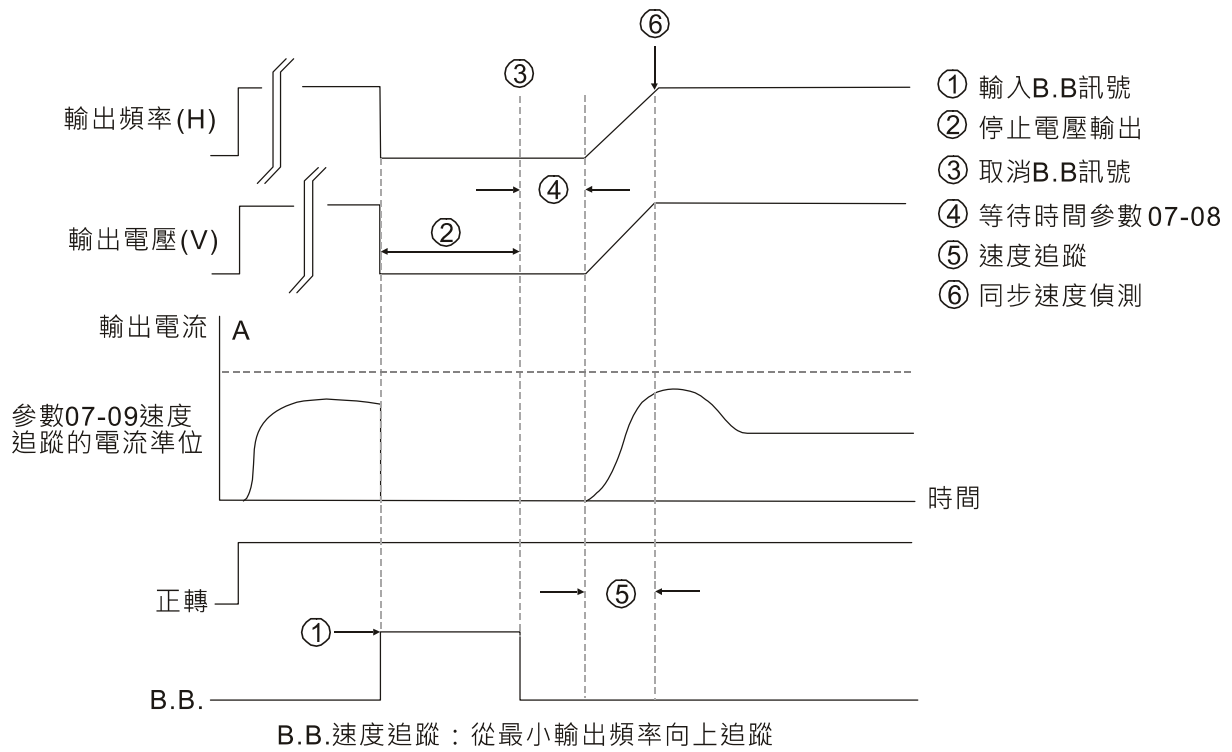 ⑥
③
輸出頻率(H)
④
輸出電壓(V)
②
① 輸入B.B訊號
② 停止電壓輸出
③ 取消B.B訊號
④ 等待時間參數07-08
⑤ 速度追蹤
⑥ 同步速度偵測
輸出電流 A
參數07-09速度
追蹤的電流準位
時間
正轉
⑤
①
B.B.
B.B.速度追蹤：從最小輸出頻率向上追蹤